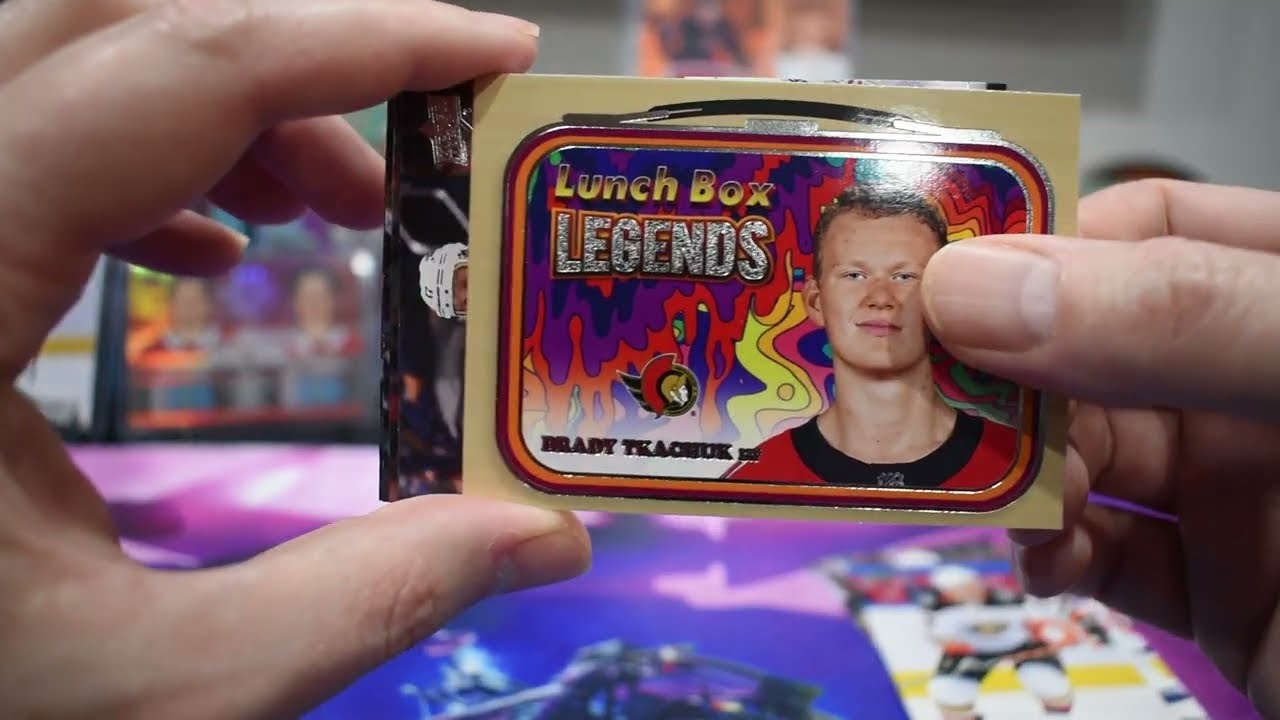 Lunch Box
LEGENDS
BRADY TKACHUK